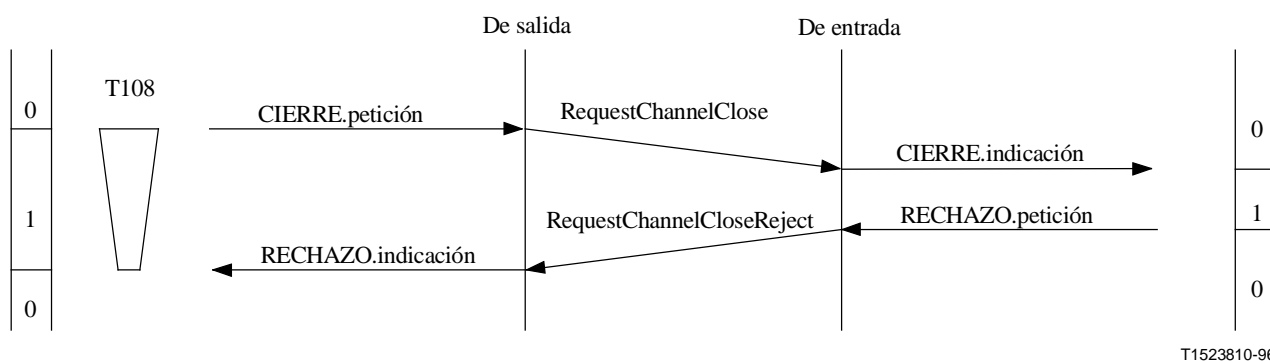 De salida
De entrada
T108
0
CIERRE.petición
RequestChannelClose
0
CIERRE.indicación
1
RequestChannelCloseReject
RECHAZO.petición
1
RECHAZO.indicación
0
0
T1523810-96